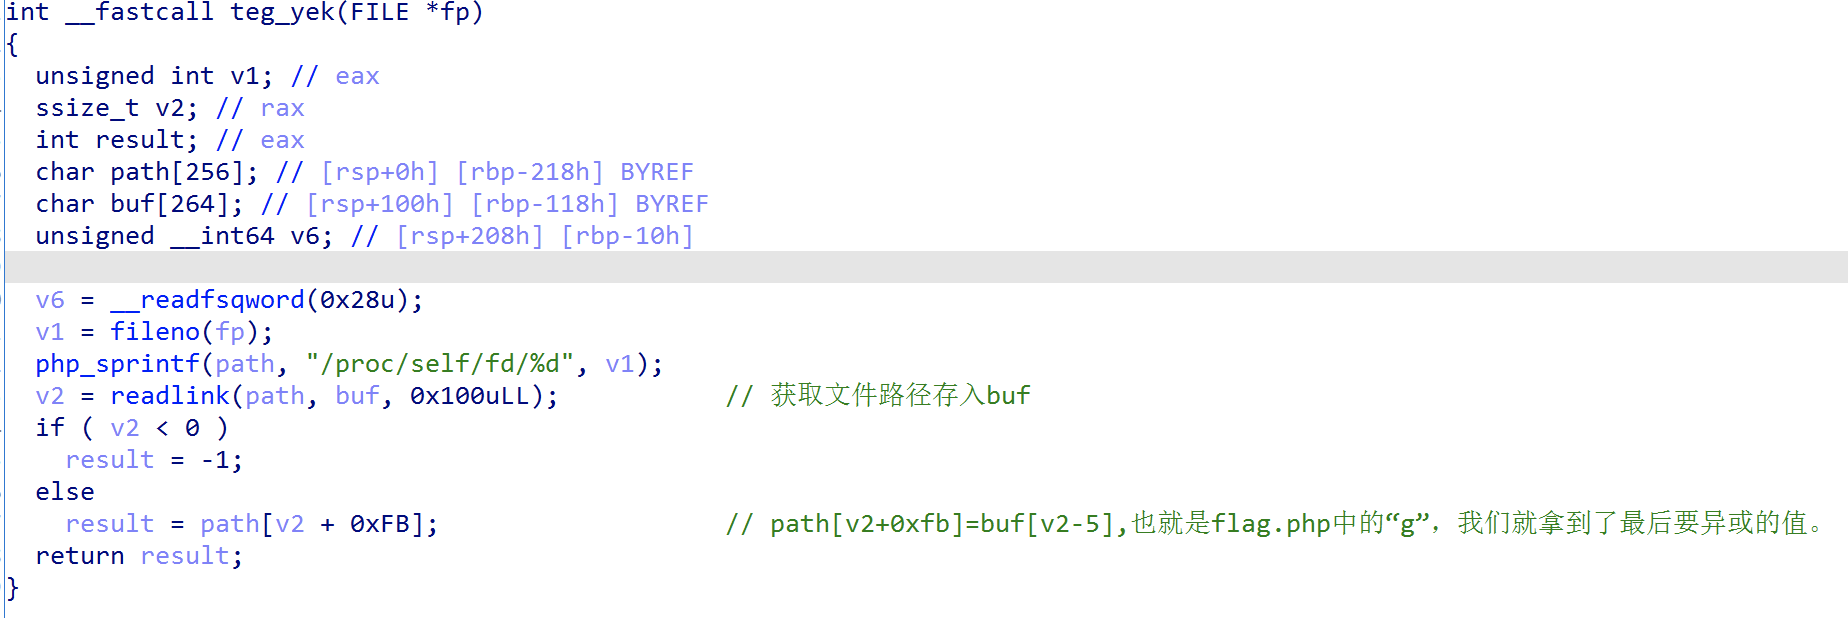 int __fastcall teg_yek(FILE *fp)
{
  unsigned int v1; // eax
  ssize_t v2; // rax
  int result; // eax
  char path[256]; // [rsp+0h] [rbp-218h] BYREF
  char buf[264]; // [rsp+100h] [rbp-118h] BYREF
  unsigned __int64 v6; // [rsp+208h] [rbp-10h]

  v6 = __readfsqword(0x28u);
  v1 = fileno(fp);
  php_sprintf(path, "/proc/self/fd/%d", v1);
  v2 = readlink(path, buf, 0x100uLL);           // 获取文件路径存入buf
  if ( v2 < 0 )
    result = -1;
  else
    result = path[v2 + 0xFB];                   // path[v2+0xfb]=buf[v2-5],也就是flag.php中的“g”，我们就拿到了最后要异或的值。
  return result;
}